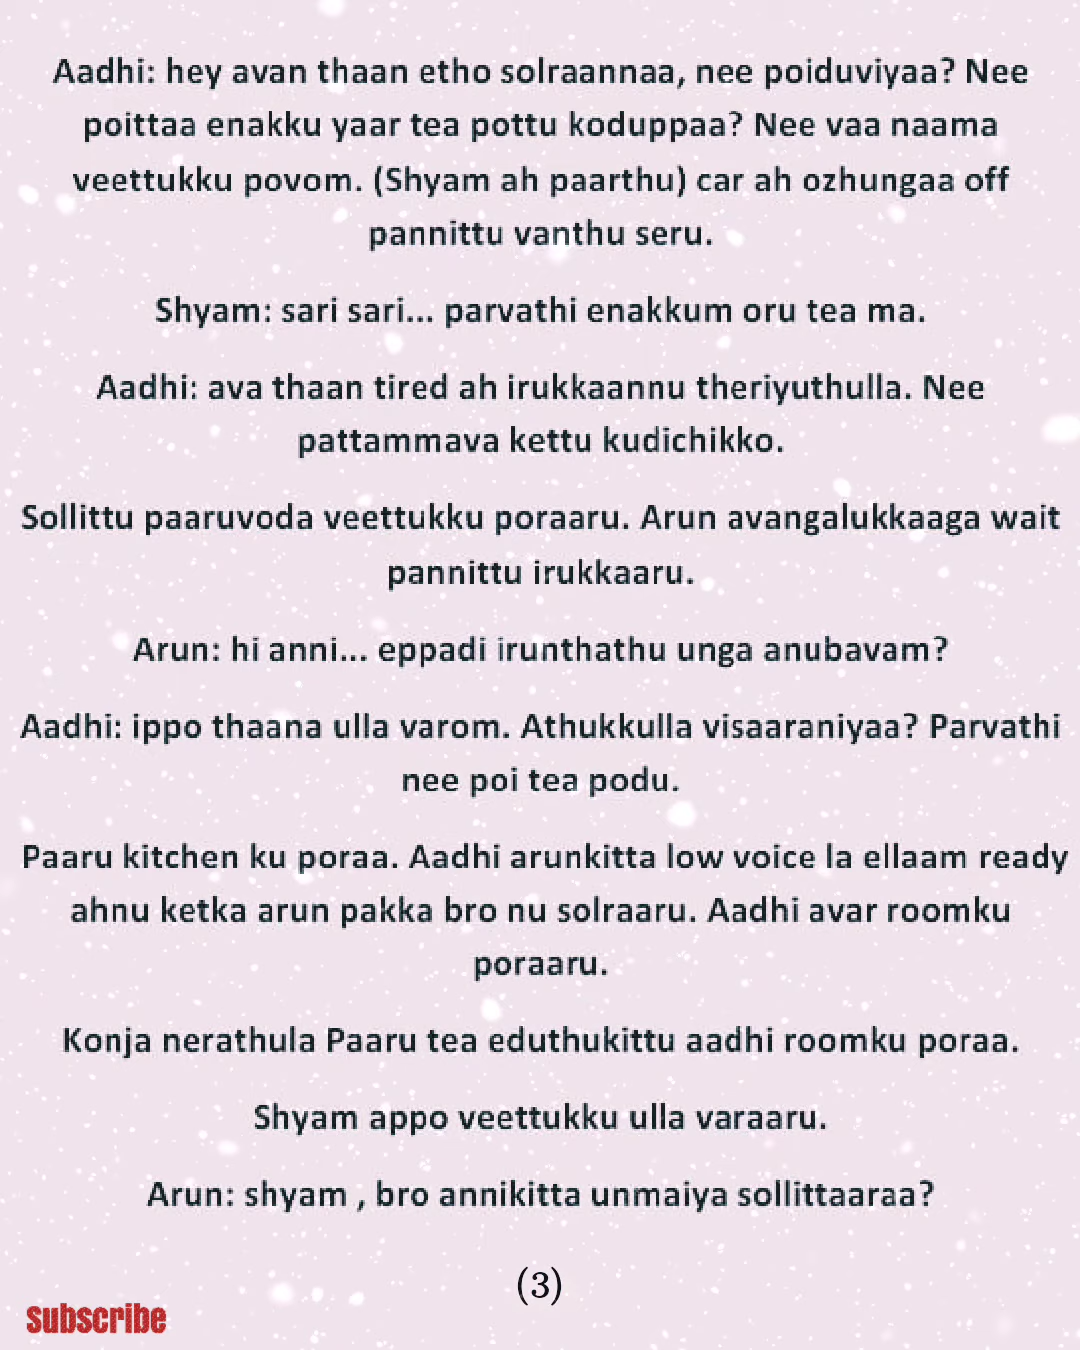 Aadhi: hey avan thaan etho solraannaa, nee poiduviyaa? Nee
poittaa enakku yaar tea pottu koduppaa? Nee vaa naama
veettukku povom. (Shyam ah paarthu) car ah ozhungaa off
pannittu vanthu seru.
Shyam: sari sari... parvathi enakkum oru tea ma.
Aadhi: ava thaan tired ah irukkaannu theriyuthulla. Nee
pattammava kettu kudichikko.
Sollittu paaruvoda veettukku poraaru. Arun avangalukkaaga wait
pannittu irukkaaru.
Arun: hi anni... eppadi irunthathu unga anubavam?
Aadhi: ippo thaana ulla varom. Athukkulla visaaraniyaa? Parvathi
nee poi tea podu.
Paaru kitchen ku poraa. Aadhi arunkitta low voice la ellaam ready
ahnu ketka arun pakka bro nu solraaru. Aadhi avar roomku
poraaru.
Konja nerathula Paaru tea eduthukittu aadhi roomku poraa.
Shyam appo veettukku ulla varaaru.
Arun: shyam , bro annikitta unmaiya sollittaaraa?
(3)
subscribe